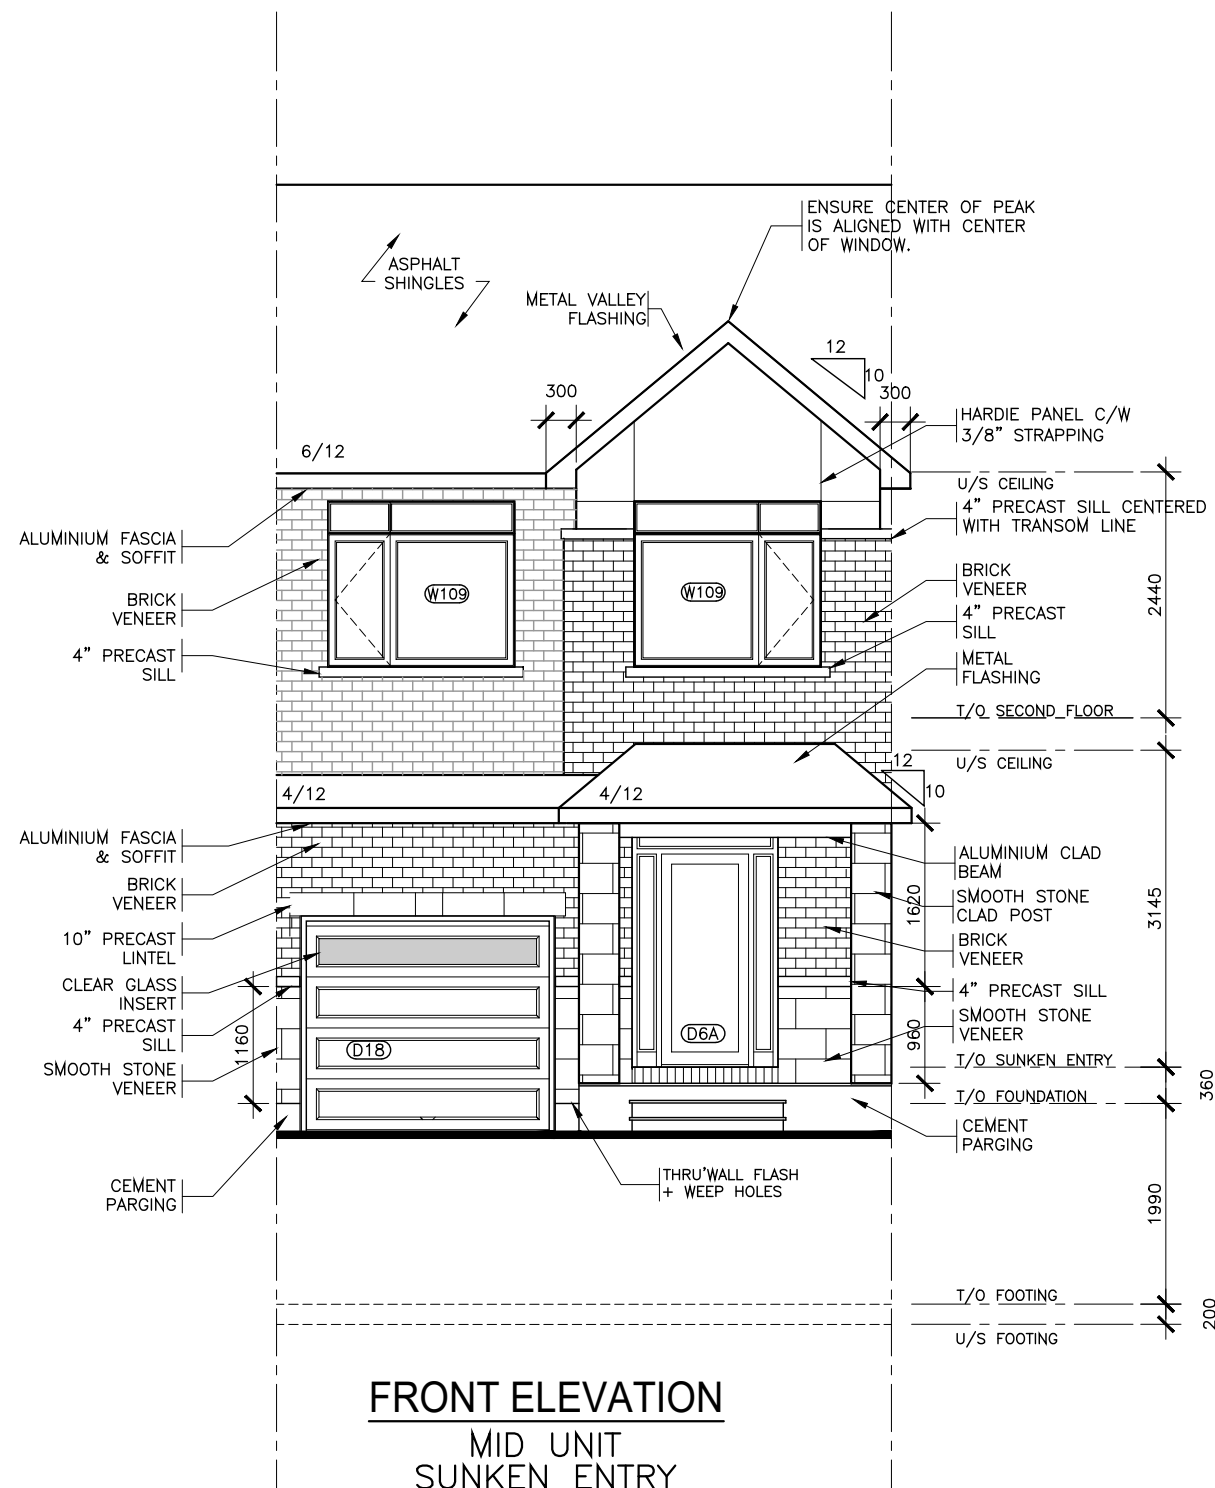 ENSURE CENTER OF PEAK
IS ALIGNED WITH CENTER
OF WINDOW.
ASPHALT
SHINGLES
METAL VALLEY
FLASHING
12
10
300
300
HARDIE PANEL C/W
3/8" STRAPPING
6/12
U/S CEILING
4" PRECAST SILL CENTERED
WITH TRANSOM LINE
ALUMINIUM FASCIA
& SOFFIT
BRICK
VENEER
4" PRECAST
SILL
W109
W109
BRICK
VENEER
4" PRECAST
SILL
METAL
FLASHING
2440
T/O SECOND FLOOR
U/S CEILING
12
10
4/12
4/12
ALUMINIUM FASCIA
& SOFFIT
BRICK
VENEER
10" PRECAST
LINTEL
CLEAR GLASS
INSERT
4" PRECAST
SILL
SMOOTH STONE
VENEER
1160
D18
D6A
ALUMINIUM CLAD
BEAM
SMOOTH STONE
CLAD POST
BRICK
VENEER
4" PRECAST SILL
SMOOTH STONE
VENEER
1620
960
3145
T/O SUNKEN ENTRY
360
T/O FOUNDATION
CEMENT
PARGING
CEMENT
PARGING
THRU'WALL FLASH
+ WEEP HOLES
1990
T/O FOOTING
200
U/S FOOTING
FRONT ELEVATION
MID UNIT
SUNKEN ENTRY